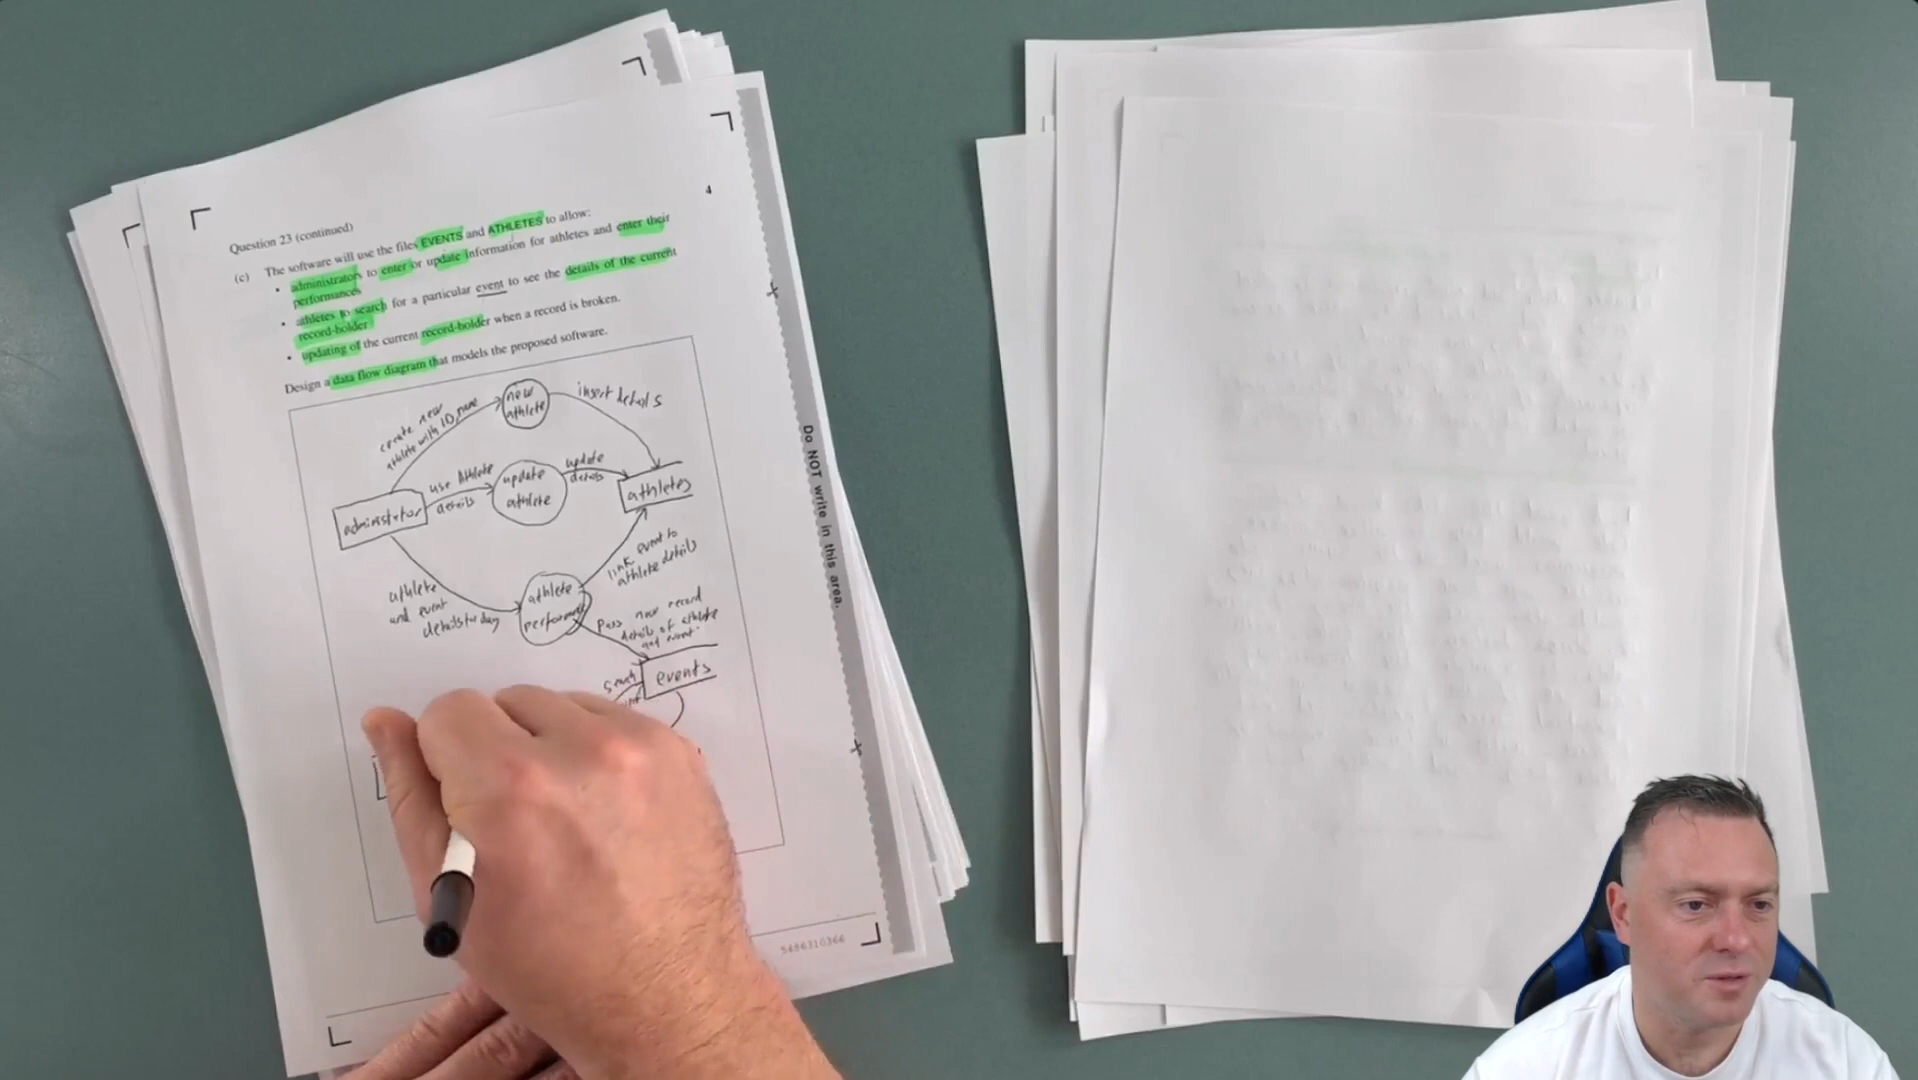 4
Question 23 (continued)
(c) The software will use the files EVENTS and ATHLETES to allow:
• administrators to enter or update information for athletes and enter their
performances
• athletes to search for a particular event to see the details of the current
record-holder
• updating of the current record-holder when a record is broken.
Design a data flow diagram that models the proposed software.
create new
athlete with ID, name
new
athlete
insert details
administrator
use Athlete
details
update
athlete
update
details
athletes
athlete
and event
details
athlete
perform
link event to
athlete details
Pass new record
details of athlete
and event
search
events
Do NOT write in this area.
5486310366